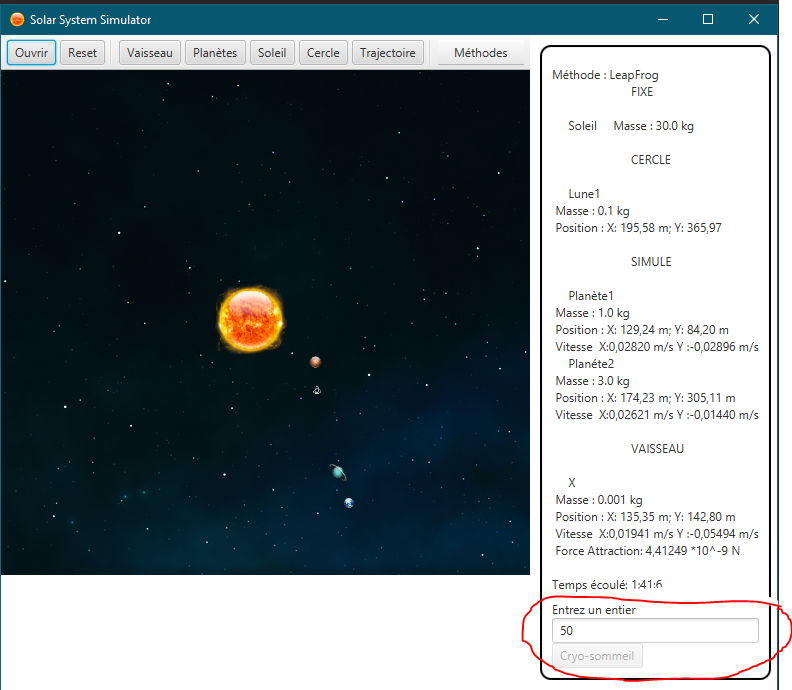 Solar System Simulator
Ouvrir Reset Vaisseau Planètes Soleil Cercle Trajectoire Méthodes
Méthode : LeapFrog
FIXE
Soleil Masse : 30.0 kg
CERCLE
Lune1
Masse : 0.1 kg
Position : X: 195,58 m; Y: 365,97
SIMULE
Planète1
Masse : 1.0 kg
Position : X: 129,24 m; Y: 84,20 m
Vitesse X:0,02820 m/s Y :-0,02896 m/s
Planéte2
Masse : 3.0 kg
Position : X: 174,23 m; Y: 305,11 m
Vitesse X:0,02621 m/s Y :-0,01440 m/s
VAISSEAU
X
Masse : 0.001 kg
Position : X: 135,35 m; Y: 142,80 m
Vitesse X:0,01941 m/s Y :-0,05494 m/s
Force Attraction: 4,41249 *10^-9 N
Temps écoulé: 1:41:6
Entrez un entier
50
Cryo-sommeil